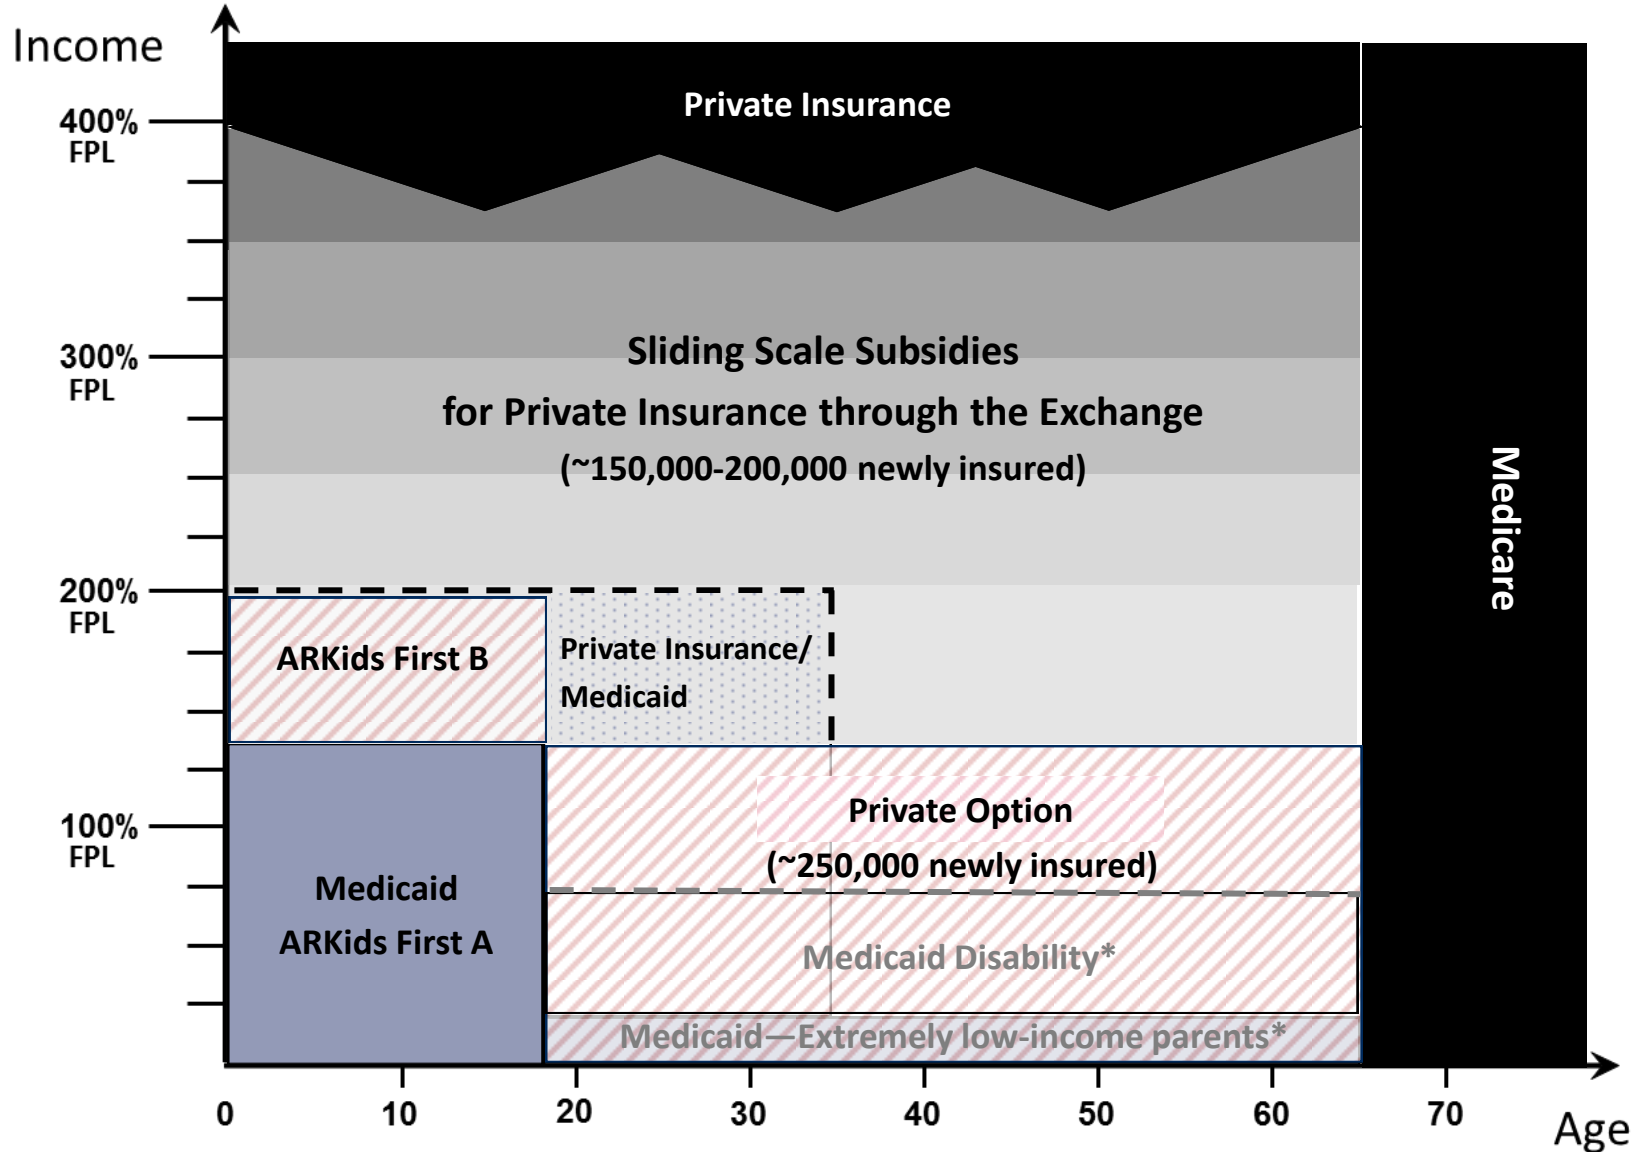 Income
400%
FPL
300%
FPL
200%
FPL
100%
FPL
Private Insurance
Sliding Scale Subsidies
for Private Insurance through the Exchange
(~150,000-200,000 newly insured)
Medicare
ARKids First B
Private Insurance/
Medicaid
Private Option
(~250,000 newly insured)
Medicaid
ARKids First A
Medicaid Disability*
Medicaid—Extremely low-income parents*
0 10 20 30 40 50 60 70
Age